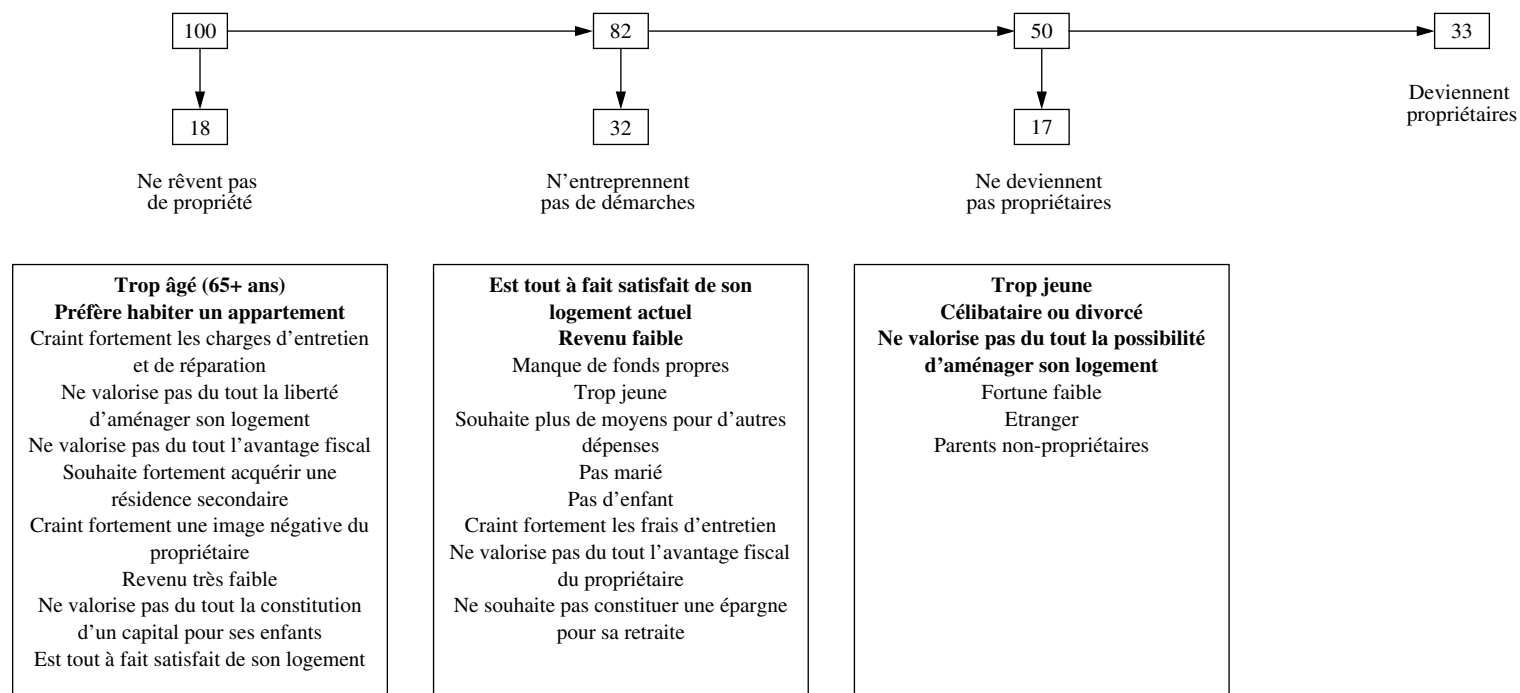 100
82
50
33
18
32
17
Deviennent
propriétaires
Ne rêvent pas
de propriété
N'entreprennent
pas de démarches
Ne deviennent
pas propriétaires
Trop âgé (65+ ans)
Préfère habiter un appartement
Craint fortement les charges d'entretien
et de réparation
Ne valorise pas du tout la liberté
d'aménager son logement
Ne valorise pas du tout l'avantage fiscal
Souhaite fortement acquérir une
résidence secondaire
Craint fortement une image négative du
propriétaire
Revenu très faible
Ne valorise pas du tout la constitution
d'un capital pour ses enfants
Est tout à fait satisfait de son logement
Est tout à fait satisfait de son
logement actuel
Revenu faible
Manque de fonds propres
Trop jeune
Souhaite plus de moyens pour d'autres
dépenses
Pas marié
Pas d'enfant
Craint fortement les frais d'entretien
Ne valorise pas du tout l'avantage fiscal
du propriétaire
Ne souhaite pas constituer une épargne
pour sa retraite
Trop jeune
Célibataire ou divorcé
Ne valorise pas du tout la possibilité
d'aménager son logement
Fortune faible
Etranger
Parents non-propriétaires